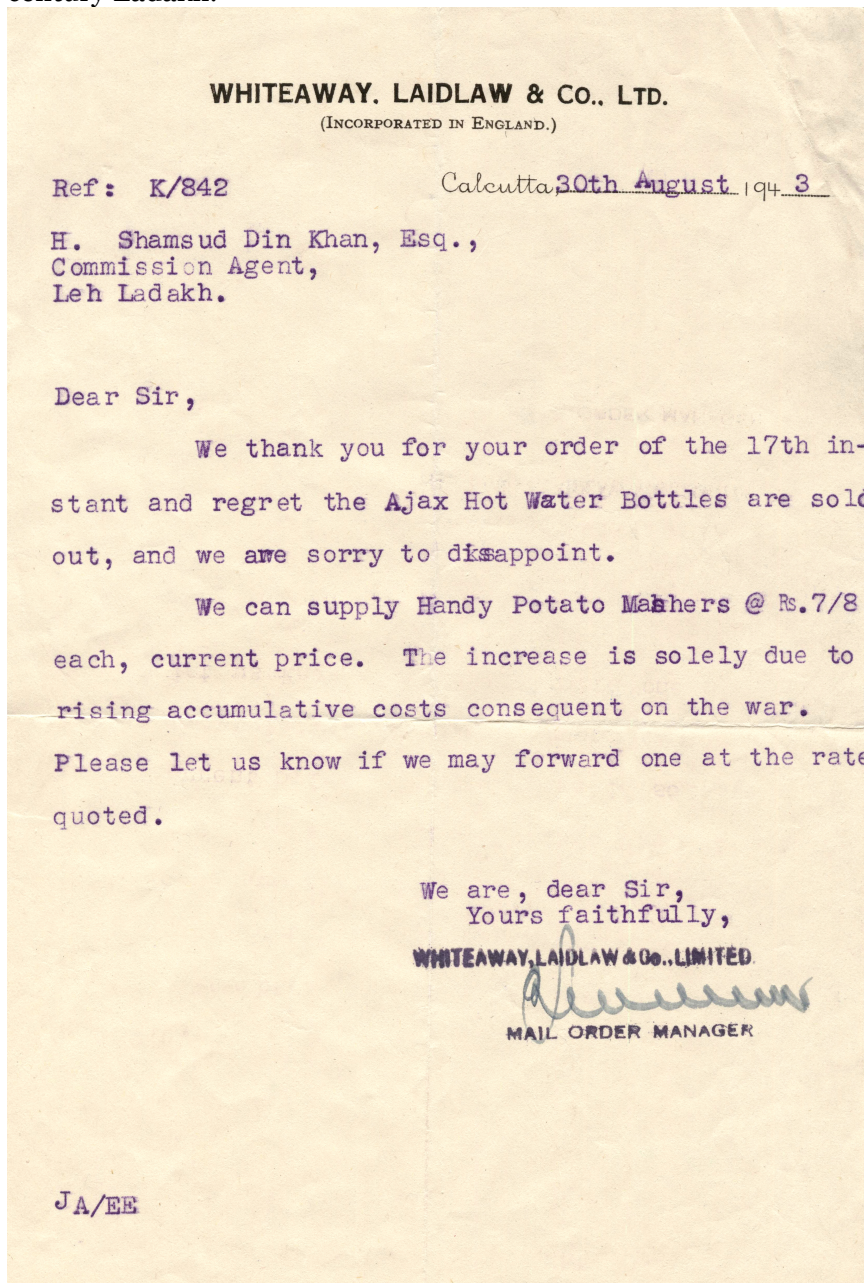 century Ladakh.
WHITEAWAY, LAIDLAW & CO., LTD.
(INCORPORATED IN ENGLAND.)
Ref: K/842
Calcutta, 30th August 1943
H. Shamsud Din Khan, Esq.,
Commission Agent,
Leh Ladakh.
Dear Sir,
We thank you for your order of the 17th in-
stant and regret the Ajax Hot Water Bottles are sold
out, and we are sorry to disappoint.
We can supply Handy Potato Mashers @ Rs.7/8
each, current price. The increase is solely due to
rising accumulative costs consequent on the war.
Please let us know if we may forward one at the rate
quoted.
We are, dear Sir,
Yours faithfully,
WHITEAWAY, LAIDLAW & Co., LIMITED.
MAIL ORDER MANAGER
JA/EE